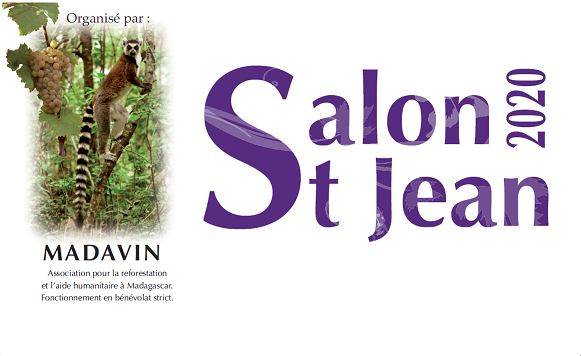 Organisé par :
Salon
2020
St Jean
MADAVIN
Association pour la reforestation
et l'aide humanitaire à Madagascar.
Fonctionnement en bénévolat strict.